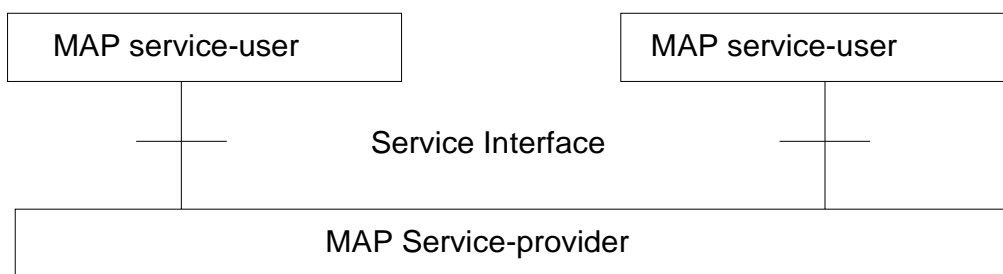 MAP service-user
MAP service-user
Service Interface
MAP Service-provider